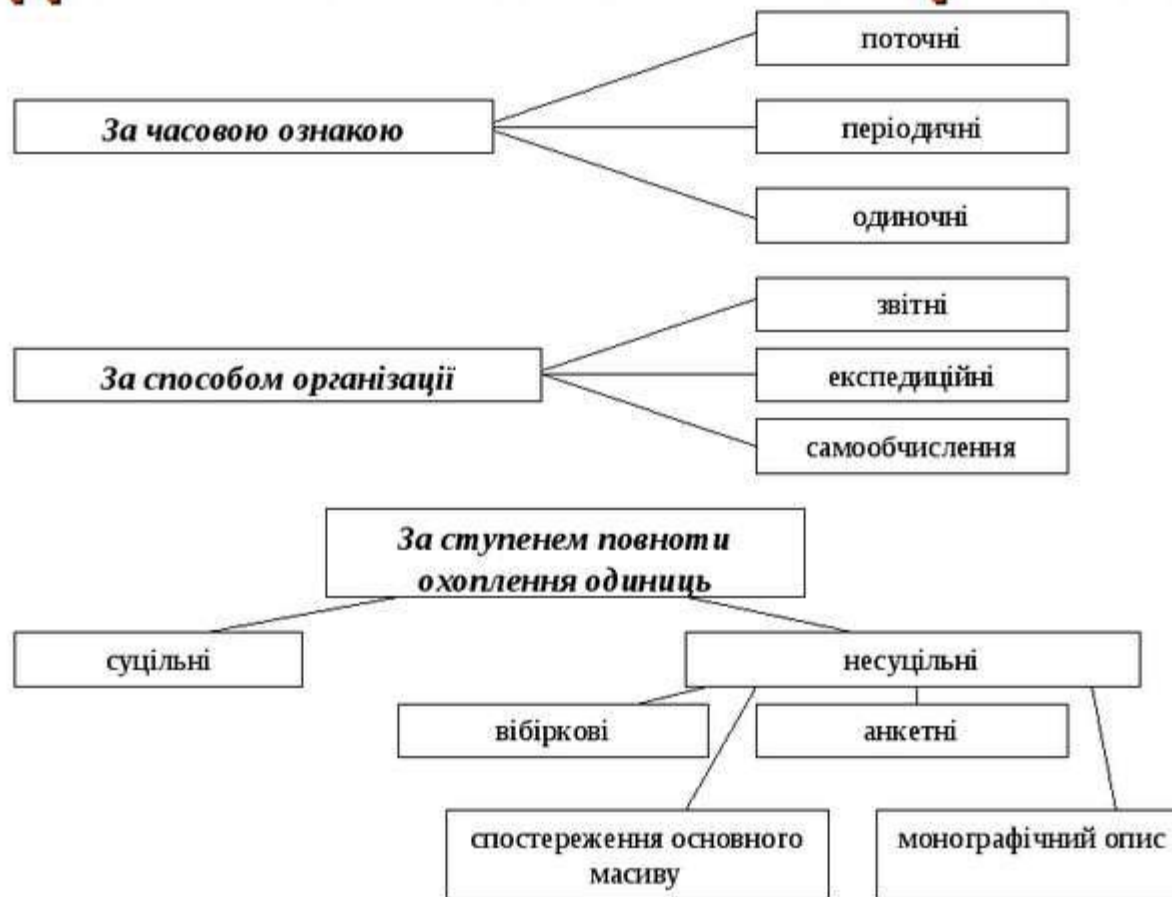 поточні
За часовою ознакою
періодичні
одиночні
звітні
За способом організації
експедиційні
самообчислення
За ступенем повноти
охоплення одиниць
суцільні
несуцільні
вібіркові
анкетні
спостереження основного
масиву
монографічний опис